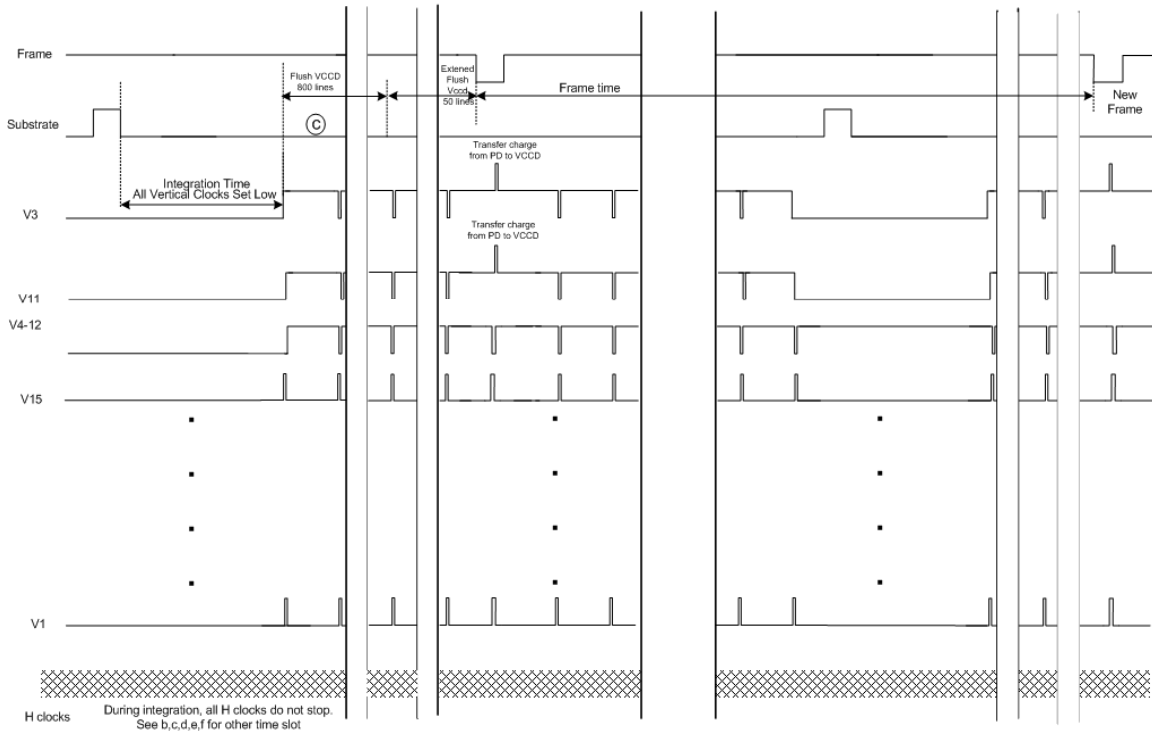 Frame
Flush VCCD
800 lines
Extened
Flush
Vccd
50 lines
Frame time
New
Frame
Substrate
C
Transfer charge
from PD to VCCD
Integration Time
All Vertical Clocks Set Low
V3
Transfer charge
from PD to VCCD
V11
V4-12
V15
V1
H clocks
During integration, all H clocks do not stop.
See b,c,d,e,f for other time slot